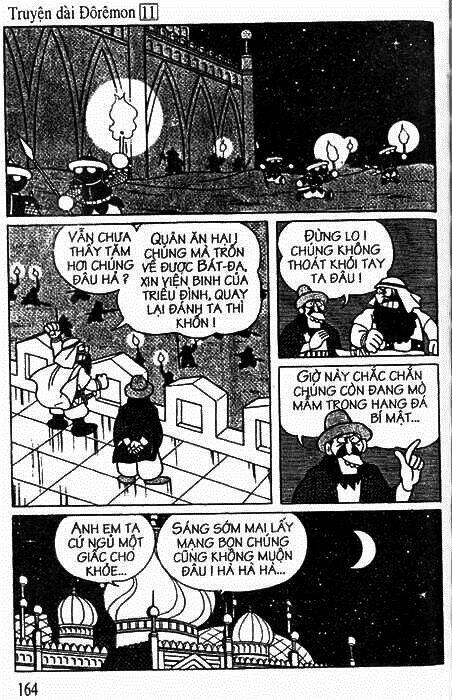 Truyện dài Đôrêmon 11
VẪN CHƯA
THẤY TĂM
HƠI CHÚNG
ĐÂU HẢ ?
QUÂN ĂN HẠI !
CHÚNG MÀ TRỐN
VỀ ĐƯỢC BÁT-ĐA,
XIN VIỆN BINH CỦA
TRIỀU ĐÌNH, QUAY
LẠI ĐÁNH TA THÌ
KHỐN !
ĐỪNG LO !
CHÚNG KHÔNG
THOÁT KHỎI TAY
TA ĐÂU !
GIỜ NÀY CHẮC CHẮN
CHÚNG CÒN ĐANG MÒ
MẪM TRONG HANG ĐÁ
BÍ MẬT...
ANH EM TA
CỨ NGỦ MỘT
GIẤC CHO
KHỎE...
SÁNG SỚM MAI LẤY
MẠNG BỌN CHÚNG
CŨNG KHÔNG MUỘN
ĐÂU ! HÀ HÀ HÀ...
164